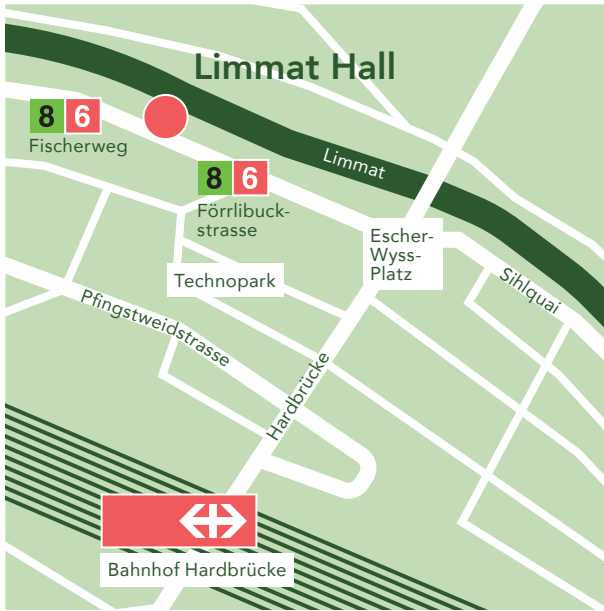 Limmat Hall
8 6
Fischerweg
Limmat
8 6
Förrlibuck-
strasse
Escher-
Wyss-
Platz
Technopark
Sihlquai
Pfingstweidstrasse
Hardbrücke
Bahnhof Hardbrücke